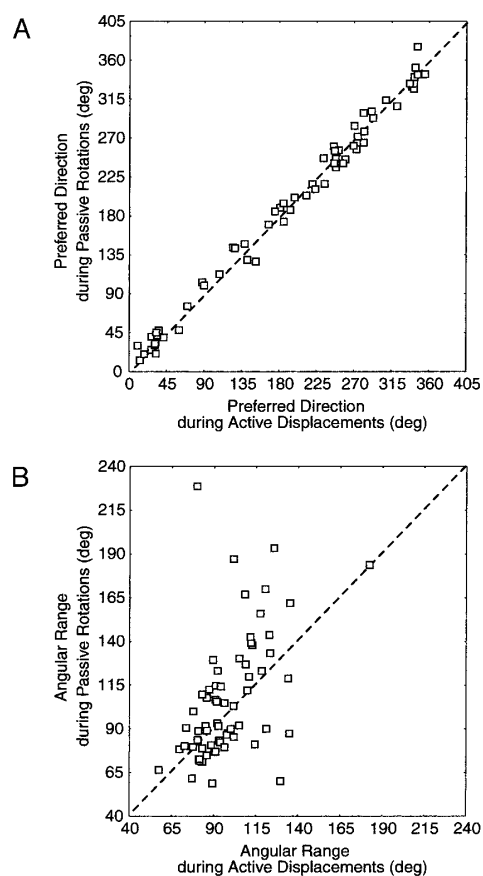 A
405
360
315
270
225
180
135
90
45
0
Preferred Direction
during Passive Rotations (deg)
0 45 90 135 180 225 270 315 360 405
Preferred Direction
during Active Displacements (deg)
B
240
215
190
165
140
115
90
65
40
Angular Range
during Passive Rotations (deg)
40 65 90 115 140 165 190 215 240
Angular Range
during Active Displacements (deg)